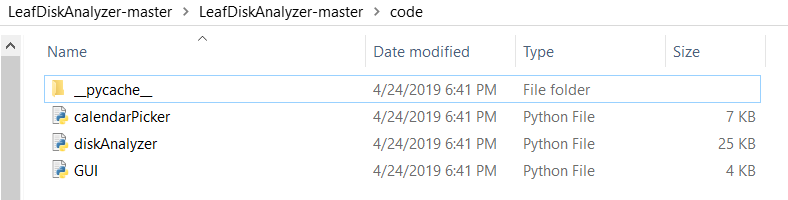 LeafDiskAnalyzer-master > LeafDiskAnalyzer-master > code
Name Date modified Type Size
__pycache__ 4/24/2019 6:41 PM File folder
calendarPicker 4/24/2019 6:41 PM Python File 7 KB
diskAnalyzer 4/24/2019 6:41 PM Python File 25 KB
GUI 4/24/2019 6:41 PM Python File 4 KB